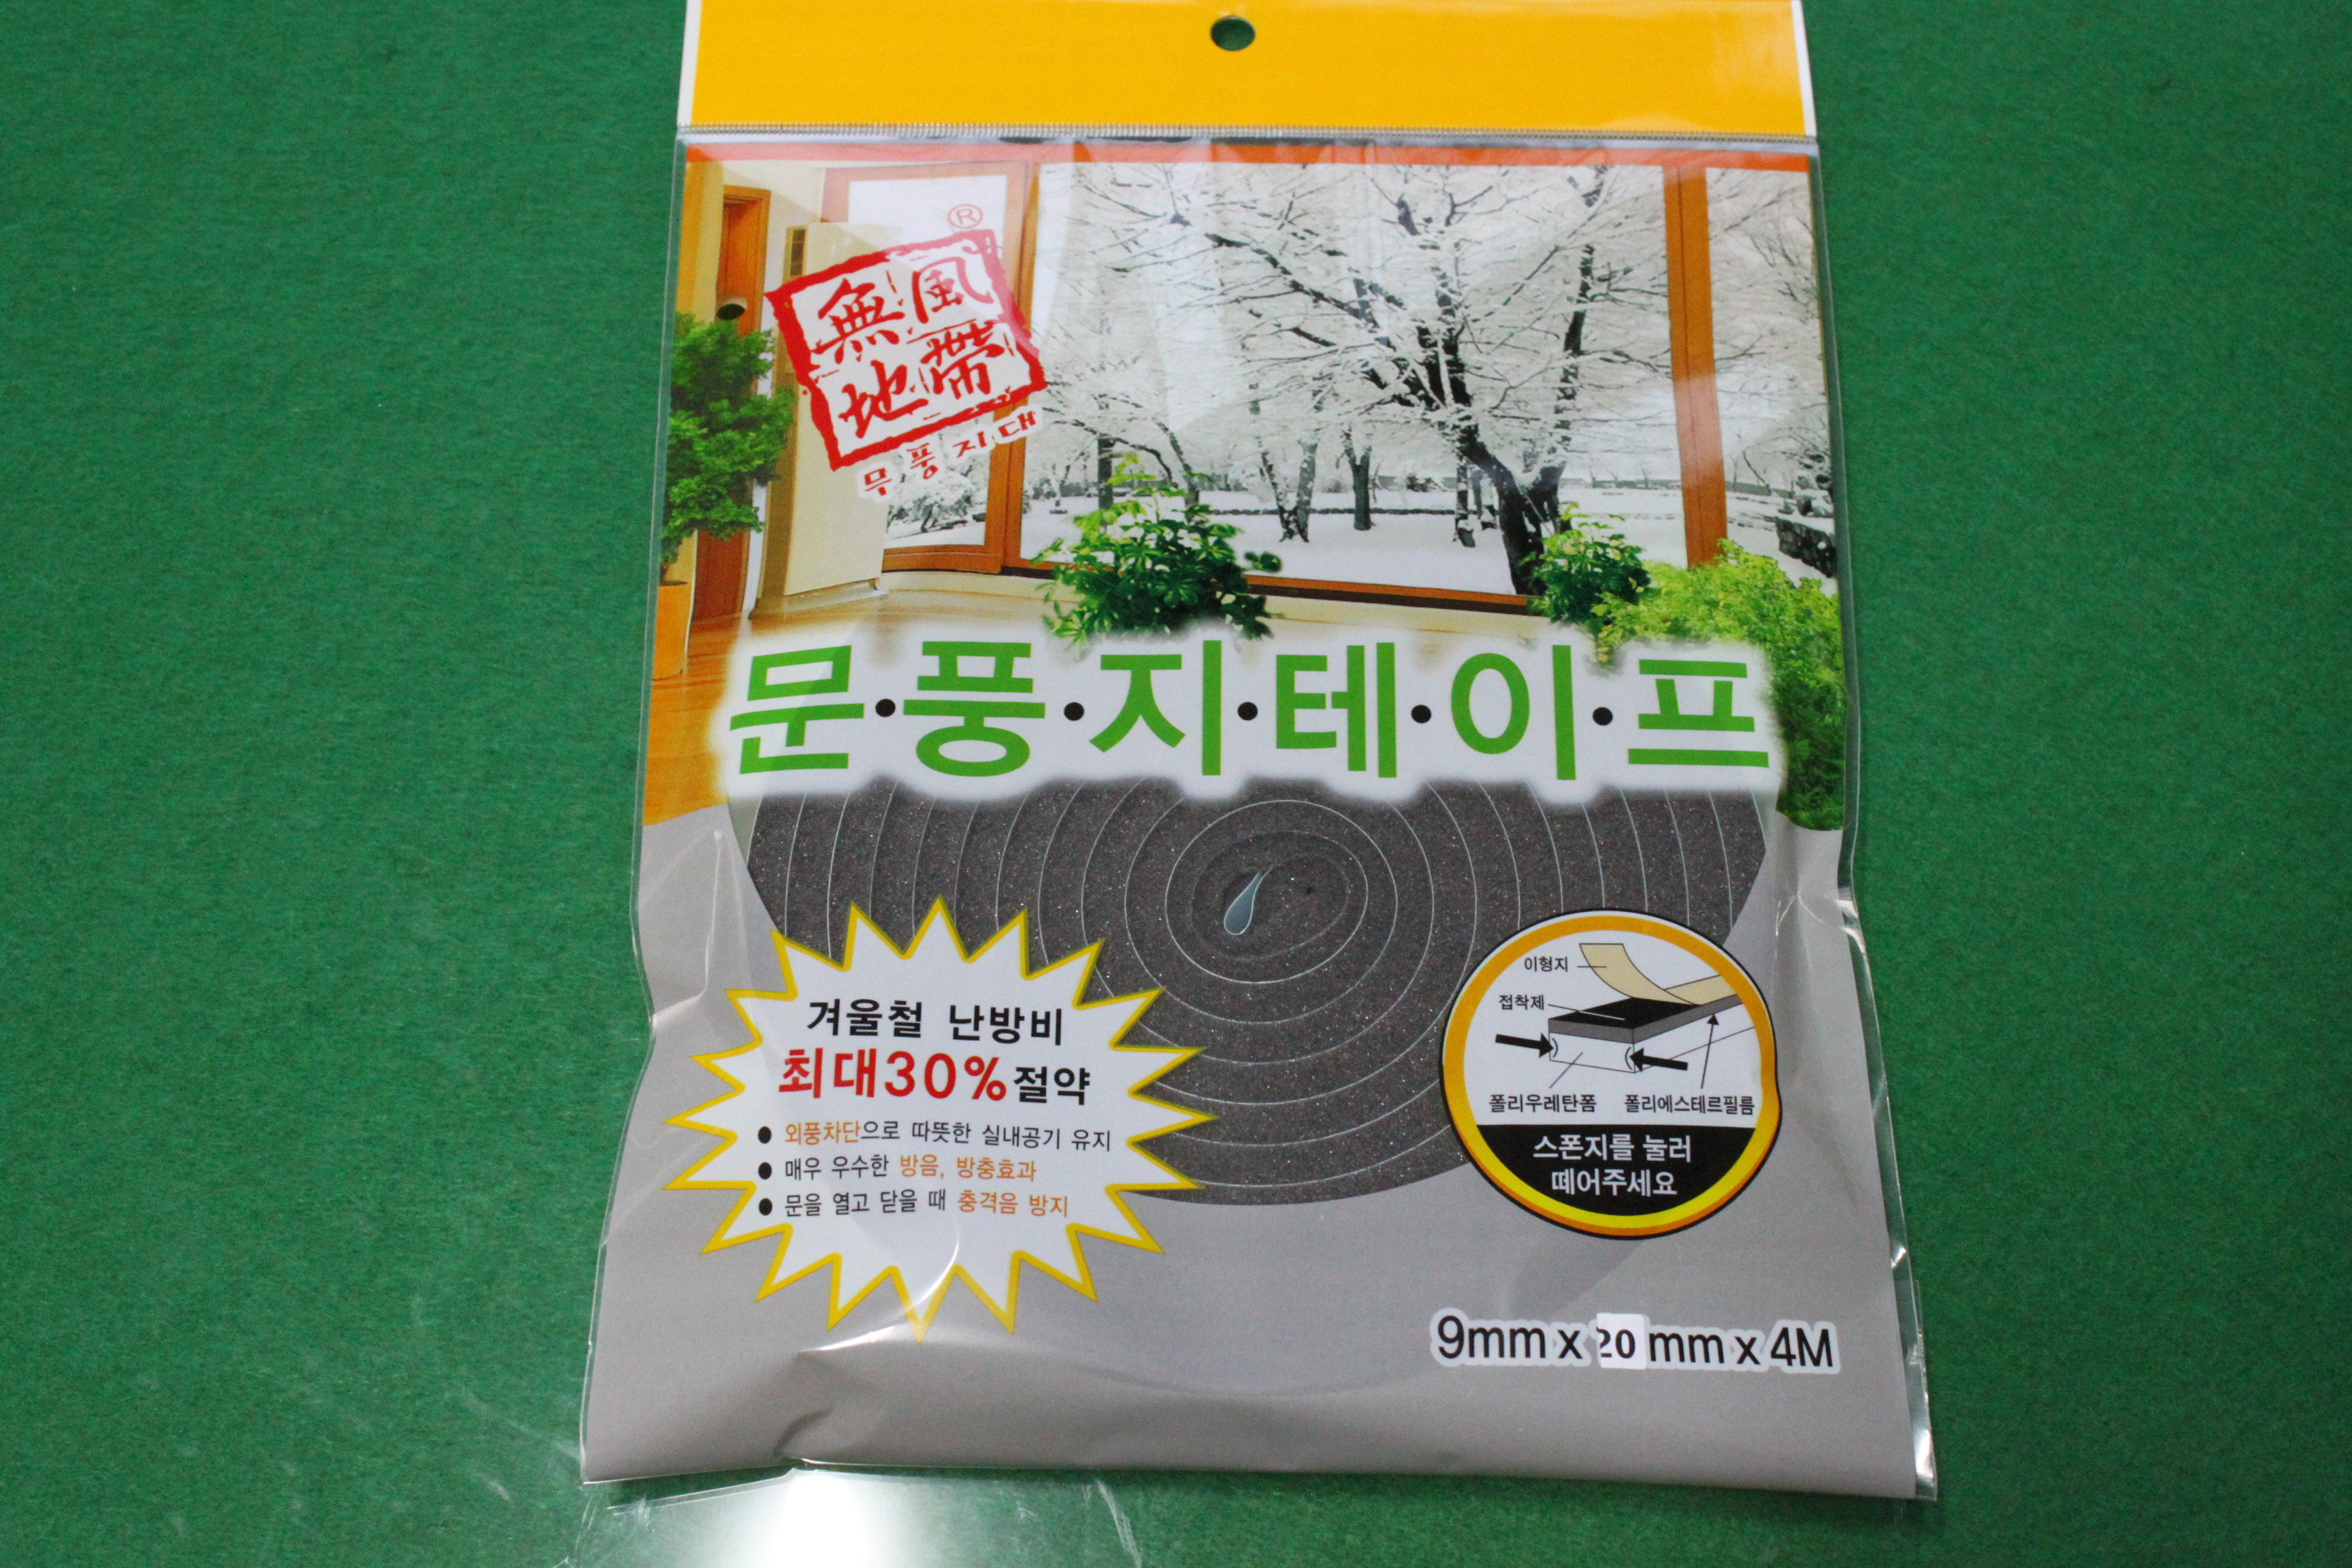 ®
無風
地帶
무풍지대
문·풍·지·테·이·프
겨울철 난방비
최대30%절약
● 외풍차단으로 따뜻한 실내공기 유지
● 매우 우수한 방음, 방충효과
● 문을 열고 닫을 때 충격음 방지
이형지
접착제
폴리우레탄폼 폴리에스테르필름
스폰지를 눌러
떼어주세요
9mm x 20mm x 4M